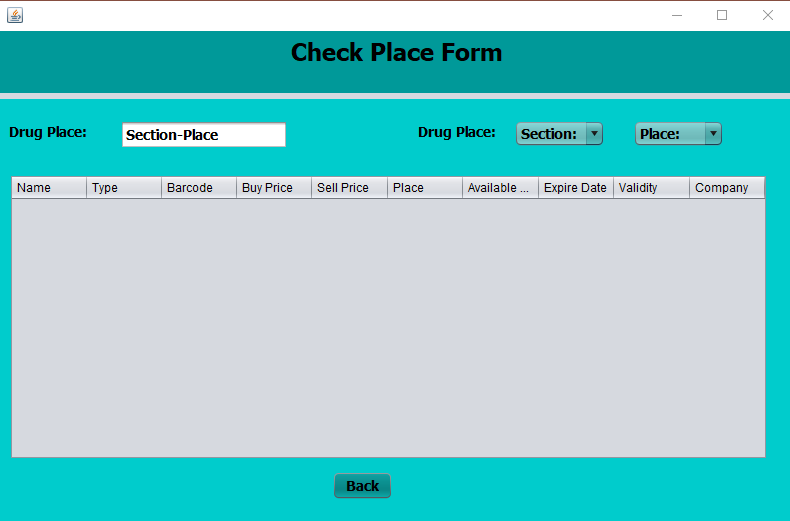 Check Place Form
Drug Place: Section-Place Drug Place: Section: Place:
Name Type Barcode Buy Price Sell Price Place Available ... Expire Date Validity Company
Back